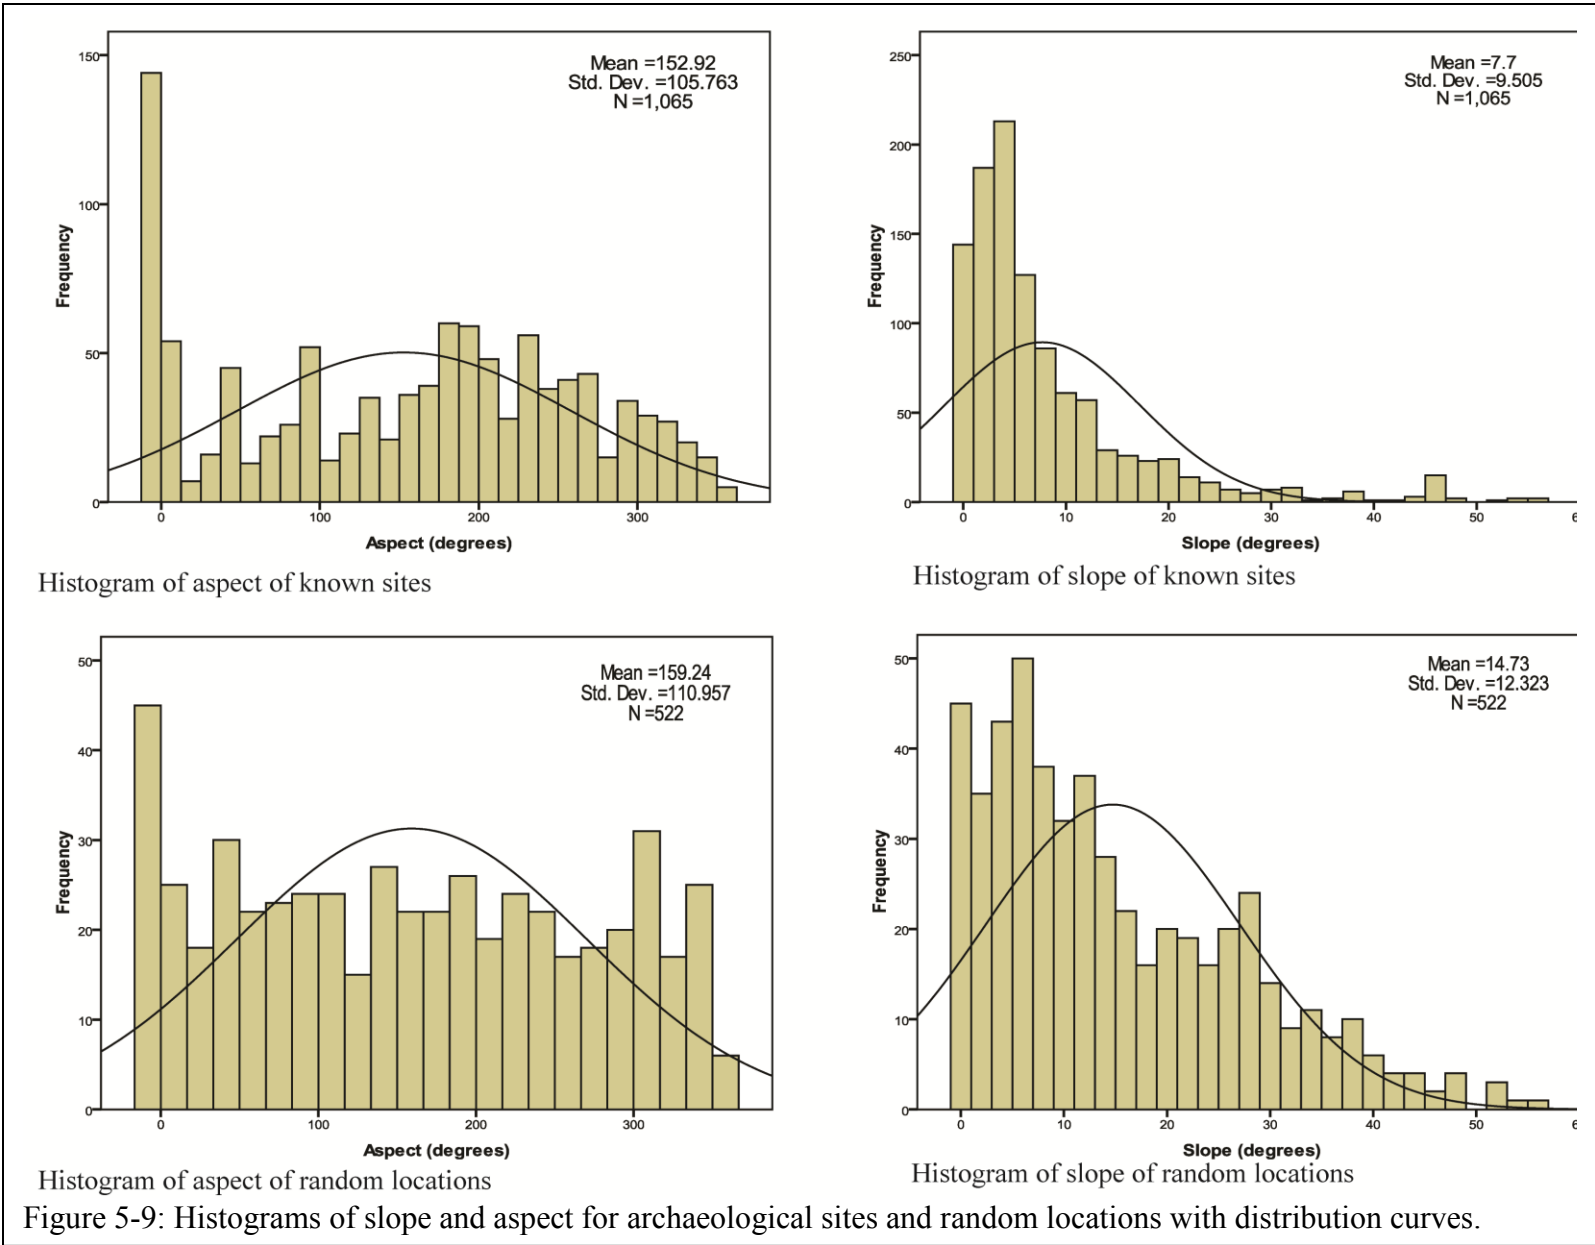 150
100
50
0
Frequency
Mean =152.92
Std. Dev. =105.763
N =1,065
0 100 200 300
Aspect (degrees)
Histogram of aspect of known sites
250
200
150
100
50
0
Frequency
Mean =7.7
Std. Dev. =9.505
N =1,065
0 10 20 30 40 50
Slope (degrees)
Histogram of slope of known sites
50
40
30
20
10
0
Frequency
Mean =159.24
Std. Dev. =110.957
N =522
0 100 200 300
Aspect (degrees)
Histogram of aspect of random locations
50
40
30
20
10
0
Frequency
Mean =14.73
Std. Dev. =12.323
N =522
0 10 20 30 40 50
Slope (degrees)
Histogram of slope of random locations
Figure 5-9: Histograms of slope and aspect for archaeological sites and random locations with distribution curves.